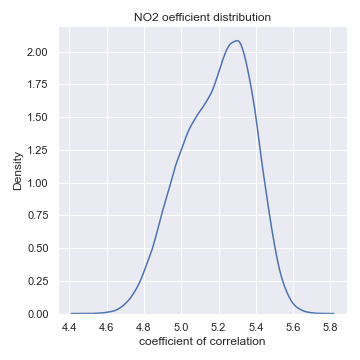 NO2 oefficient distribution
2.00
1.75
1.50
1.25
1.00
0.75
0.50
0.25
0.00
Density
4.4 4.6 4.8 5.0 5.2 5.4 5.6 5.8
coefficient of correlation